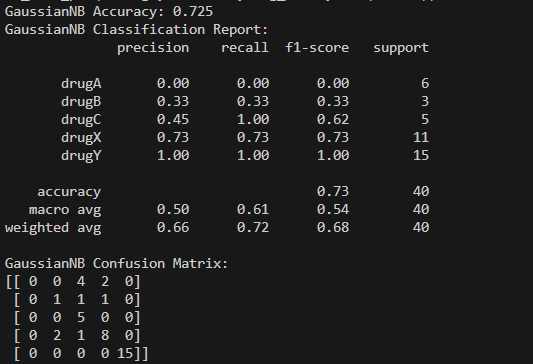 GaussianNB Accuracy: 0.725
GaussianNB Classification Report:
precision recall f1-score support
drugA 0.00 0.00 0.00 6
drugB 0.33 0.33 0.33 3
drugC 0.45 1.00 0.62 5
drugX 0.73 0.73 0.73 11
drugY 1.00 1.00 1.00 15
accuracy 0.73 40
macro avg 0.50 0.61 0.54 40
weighted avg 0.66 0.72 0.68 40
GaussianNB Confusion Matrix:
[[ 0 0 4 2 0]
[ 0 1 1 1 0]
[ 0 0 5 0 0]
[ 0 2 1 8 0]
[ 0 0 0 0 15]]